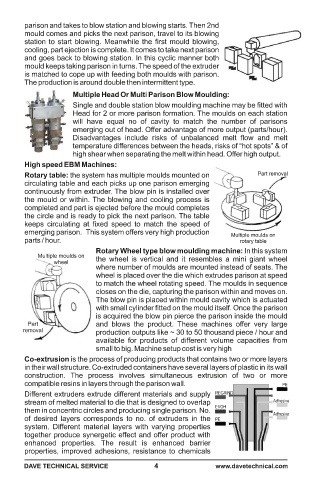 parison and takes to blow station and blowing starts. Then 2nd
mould comes and picks the next parison, travel to its blowing
station to start blowing. Meanwhile the first mould blowing,
cooling, part ejection is complete. It comes to take next parison
and goes back to blowing station. In this cyclic manner both
mould keeps taking parison in turns. The speed of the extruder
is matched to cope up with feeding both moulds with parison.
The production is around double then intermittent type.
Multiple Head Or Multi Parison Blow Moulding:
Single and double station blow moulding machine may be fitted with
Head for 2 or more parison formation. The moulds on each station
will have equal no of cavity to match the number of parisons
emerging out of head. Offer advantage of more output (parts/hour).
Disadvantages include risks of unbalanced melt flow and melt
temperature differences between the heads, risks of “hot spots” & of
high shear when separating the melt within head. Offer high output.
High speed EBM Machines:
Rotary table: the system has multiple moulds mounted on
circulating table and each picks up one parison emerging
continuously from extruder. The blow pin is installed over
the mould or within. The blowing and cooling process is
completed and part is ejected before the mould completes
the circle and is ready to pick the next parison. The table
keeps circulating at fixed speed to match the speed of
emerging parison. This system offers very high production
parts / hour.
Part removal
Multiple moulds on
rotary table
Rotary Wheel type blow moulding machine: In this system
the wheel is vertical and it resembles a mini giant wheel
where number of moulds are mounted instead of seats. The
wheel is placed over the die which extrudes parison at speed
to match the wheel rotating speed. The moulds in sequence
closes on the die, capturing the parison within and moves on.
The blow pin is placed within mould cavity which is actuated
with small cylinder fitted on the mould itself. Once the parison
is acquired the blow pin pierce the parison inside the mould
and blows the product. These machines offer very large
production outputs like ~ 30 to 50 thousand piece / hour and
available for products of different volume capacities from
small to big. Machine setup cost is very high
Multiple moulds on
wheel
Part
removal
Co-extrusion is the process of producing products that contains two or more layers
in their wall structure. Co-extruded containers have several layers of plastic in its wall
construction. The process involves simultaneous extrusion of two or more
compatible resins in layers through the parison wall.
Different extruders extrude different materials and supply
stream of melted material to die that is designed to overlap
them in concentric circles and producing single parison. No.
of desired layers corresponds to no. of extruders in the
system. Different material layers with varying properties
together produce synergetic effect and offer product with
enhanced properties. The result is enhanced barrier
properties, improved adhesions, resistance to chemicals
PE
Adhesive
EVOH
Adhesive
PE
DAVE TECHNICAL SERVICE 4 www.davetechnical.com